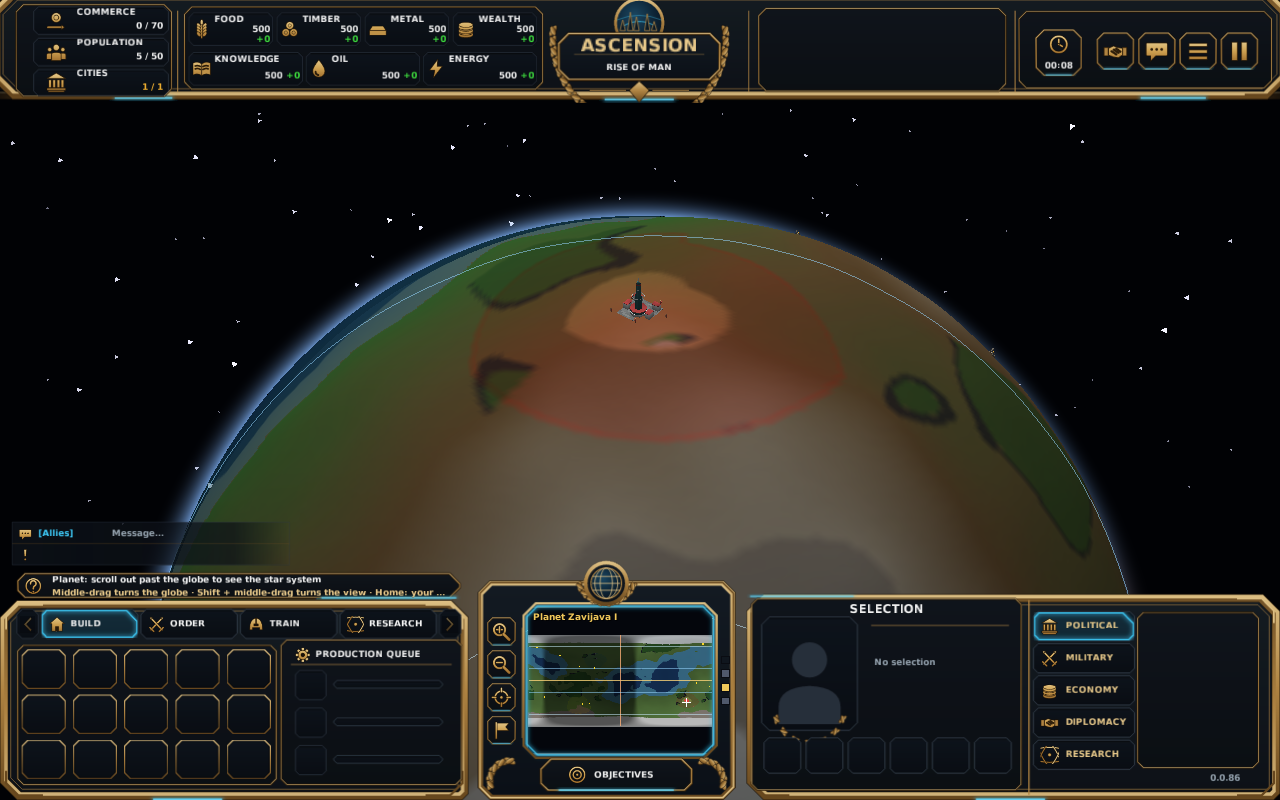 COMMERCE
0 / 70
POPULATION
5 / 50
CITIES
1 / 1
FOOD
500
+0
TIMBER
500
+0
METAL
500
+0
WEALTH
500
+0
KNOWLEDGE
500 +0
OIL
500 +0
ENERGY
500 +0
ASCENSION
RISE OF MAN
00:08
[Allies] Message...
!
Planet: scroll out past the globe to see the star system
Middle-drag turns the globe · Shift + middle-drag turns the view · Home: your ...
BUILD
ORDER
TRAIN
RESEARCH
PRODUCTION QUEUE
Planet Zavijava I
OBJECTIVES
SELECTION
No selection
POLITICAL
MILITARY
ECONOMY
DIPLOMACY
RESEARCH
0.0.86